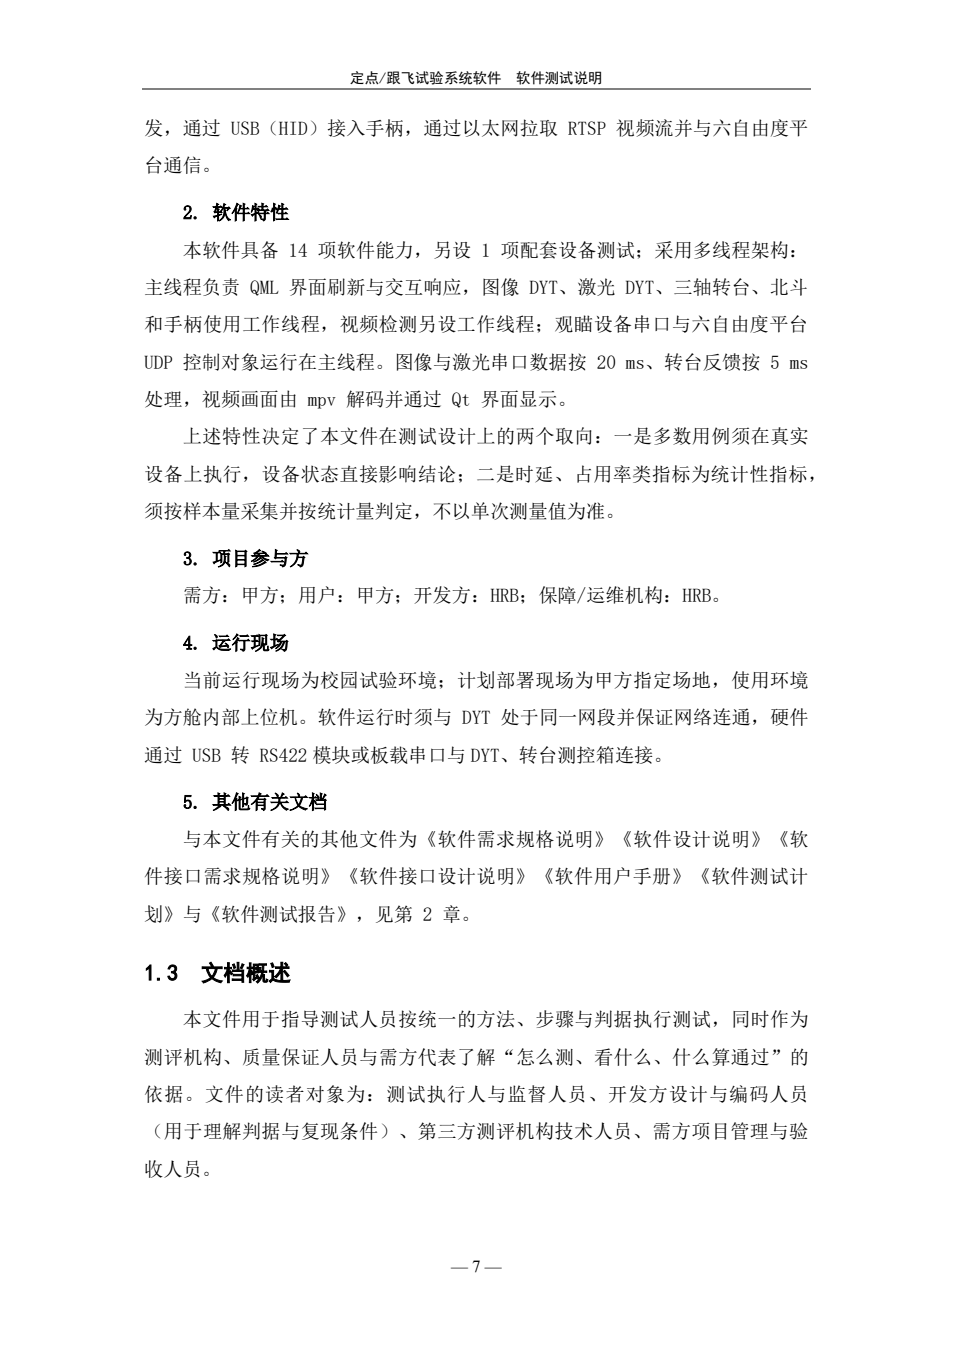 定点/跟飞试验系统软件　软件测试说明
发，通过 USB（HID）接入手柄，通过以太网拉取 RTSP 视频流并与六自由度平
台通信。
2. 软件特性
本软件具备 14 项软件能力，另设 1 项配套设备测试；采用多线程架构：
主线程负责 QML 界面刷新与交互响应，图像 DYT、激光 DYT、三轴转台、北斗
和手柄使用工作线程，视频检测另设工作线程；观瞄设备串口与六自由度平台
UDP 控制对象运行在主线程。图像与激光串口数据按 20 ms、转台反馈按 5 ms
处理，视频画面由 mpv 解码并通过 Qt 界面显示。
上述特性决定了本文件在测试设计上的两个取向：一是多数用例须在真实
设备上执行，设备状态直接影响结论；二是时延、占用率类指标为统计性指标，
须按样本量采集并按统计量判定，不以单次测量值为准。
3. 项目参与方
需方：甲方；用户：甲方；开发方：HRB；保障/运维机构：HRB。
4. 运行现场
当前运行现场为校园试验环境；计划部署现场为甲方指定场地，使用环境
为方舱内部上位机。软件运行时须与 DYT 处于同一网段并保证网络连通，硬件
通过 USB 转 RS422 模块或板载串口与 DYT、转台测控箱连接。
5. 其他有关文档
与本文件有关的其他文件为《软件需求规格说明》《软件设计说明》《软
件接口需求规格说明》《软件接口设计说明》《软件用户手册》《软件测试计
划》与《软件测试报告》，见第 2 章。
1.3　文档概述
本文件用于指导测试人员按统一的方法、步骤与判据执行测试，同时作为
测评机构、质量保证人员与需方代表了解“怎么测、看什么、什么算通过”的
依据。文件的读者对象为：测试执行人与监督人员、开发方设计与编码人员
（用于理解判据与复现条件）、第三方测评机构技术人员、需方项目管理与验
收人员。
— 7 —